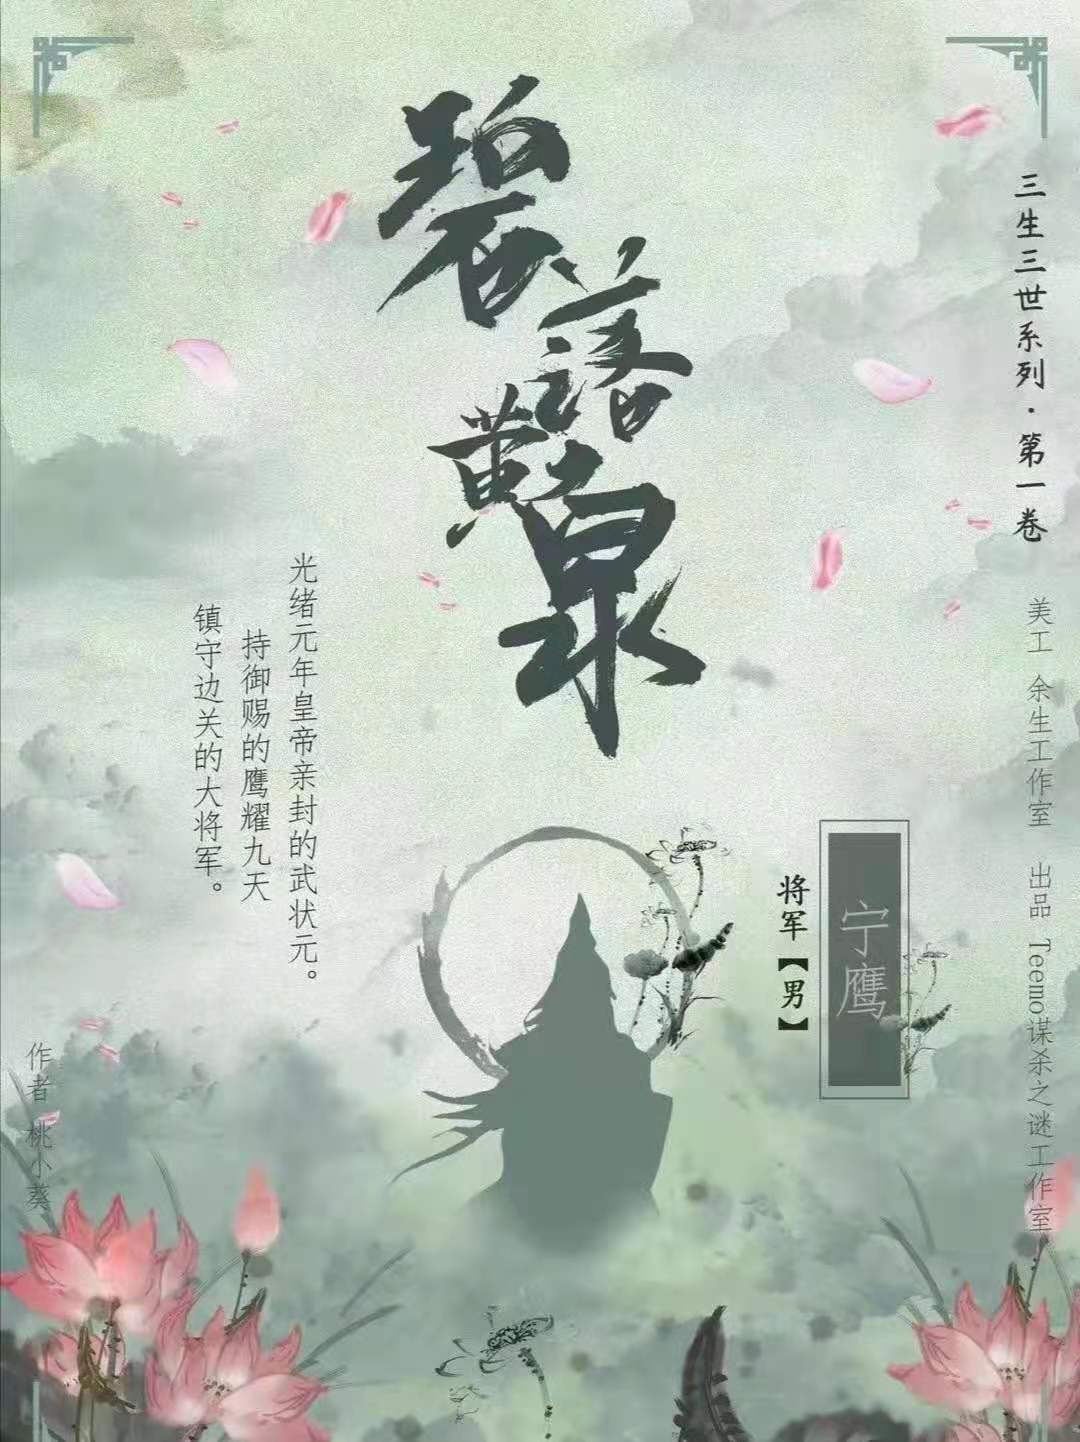 碧落黄泉
三生三世系列·第一卷
美工 余生工作室 出品 Teemo谋杀之谜工作室
光绪元年皇帝亲封的武状元。
持御赐的鹰耀九天
镇守边关的大将军。
宁鹰
将军【男】
作者 桃小葵